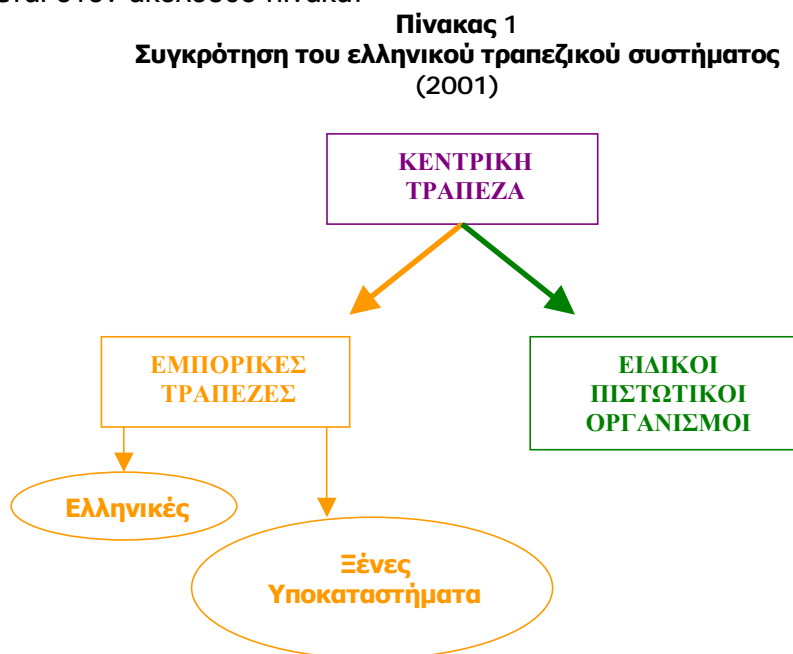 Πίνακας 1
Συγκρότηση του ελληνικού τραπεζικού συστήματος
(2001)
ΚΕΝΤΡΙΚΗ
ΤΡΑΠΕΖΑ
ΕΜΠΟΡΙΚΕΣ
ΤΡΑΠΕΖΕΣ
ΕΙΔΙΚΟΙ
ΠΙΣΤΩΤΙΚΟΙ
ΟΡΓΑΝΙΣΜΟΙ
Ελληνικές
Ξένες
Υποκαταστήματα